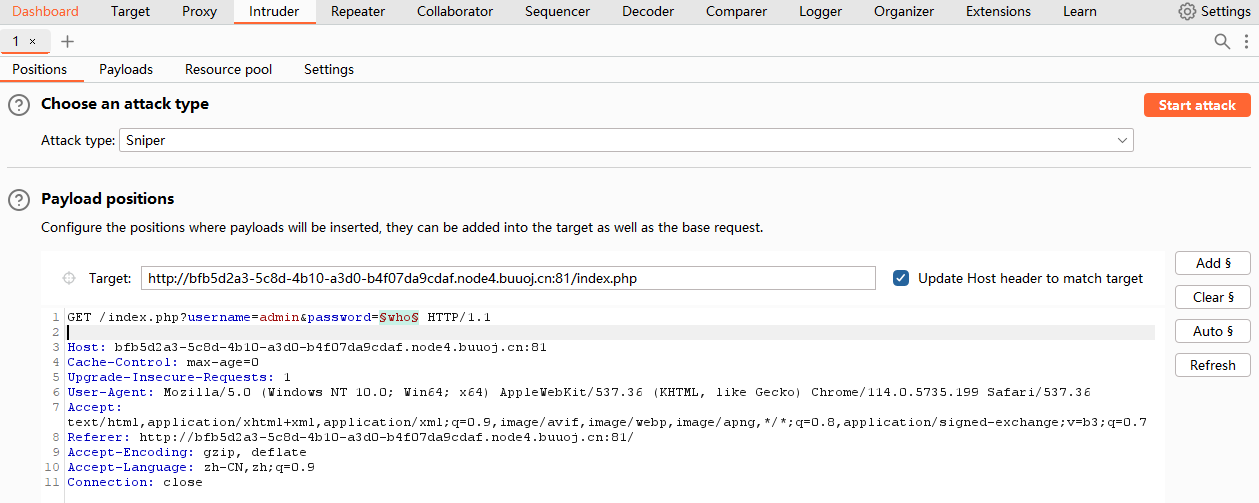 Dashboard Target Proxy Intruder Repeater Collaborator Sequencer Decoder Comparer Logger Organizer Extensions Learn Settings
1 × +
Positions Payloads Resource pool Settings
? Choose an attack type Start attack
Attack type: Sniper
? Payload positions
Configure the positions where payloads will be inserted, they can be added into the target as well as the base request.
Target: http://bfb5d2a3-5c8d-4b10-a3d0-b4f07da9cdaf.node4.buuoj.cn:81/index.php Update Host header to match target
Add §
Clear §
Auto §
Refresh
1 GET /index.php?username=admin&password=§who§ HTTP/1.1
2
3 Host: bfb5d2a3-5c8d-4b10-a3d0-b4f07da9cdaf.node4.buuoj.cn:81
4 Cache-Control: max-age=0
5 Upgrade-Insecure-Requests: 1
6 User-Agent: Mozilla/5.0 (Windows NT 10.0; Win64; x64) AppleWebKit/537.36 (KHTML, like Gecko) Chrome/114.0.5735.199 Safari/537.36
7 Accept:
text/html,application/xhtml+xml,application/xml;q=0.9,image/avif,image/webp,image/apng,*/*;q=0.8,application/signed-exchange;v=b3;q=0.7
8 Referer: http://bfb5d2a3-5c8d-4b10-a3d0-b4f07da9cdaf.node4.buuoj.cn:81/
9 Accept-Encoding: gzip, deflate
10 Accept-Language: zh-CN,zh;q=0.9
11 Connection: close